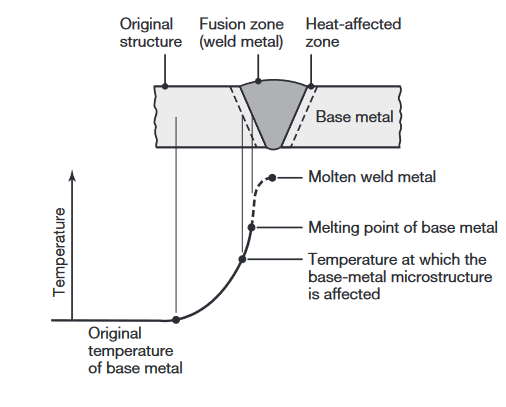 Original
structure
Fusion zone
(weld metal)
Heat-affected
zone
Base metal
Molten weld metal
Melting point of base metal
Temperature at which the
base-metal microstructure
is affected
Temperature
Original
temperature
of base metal